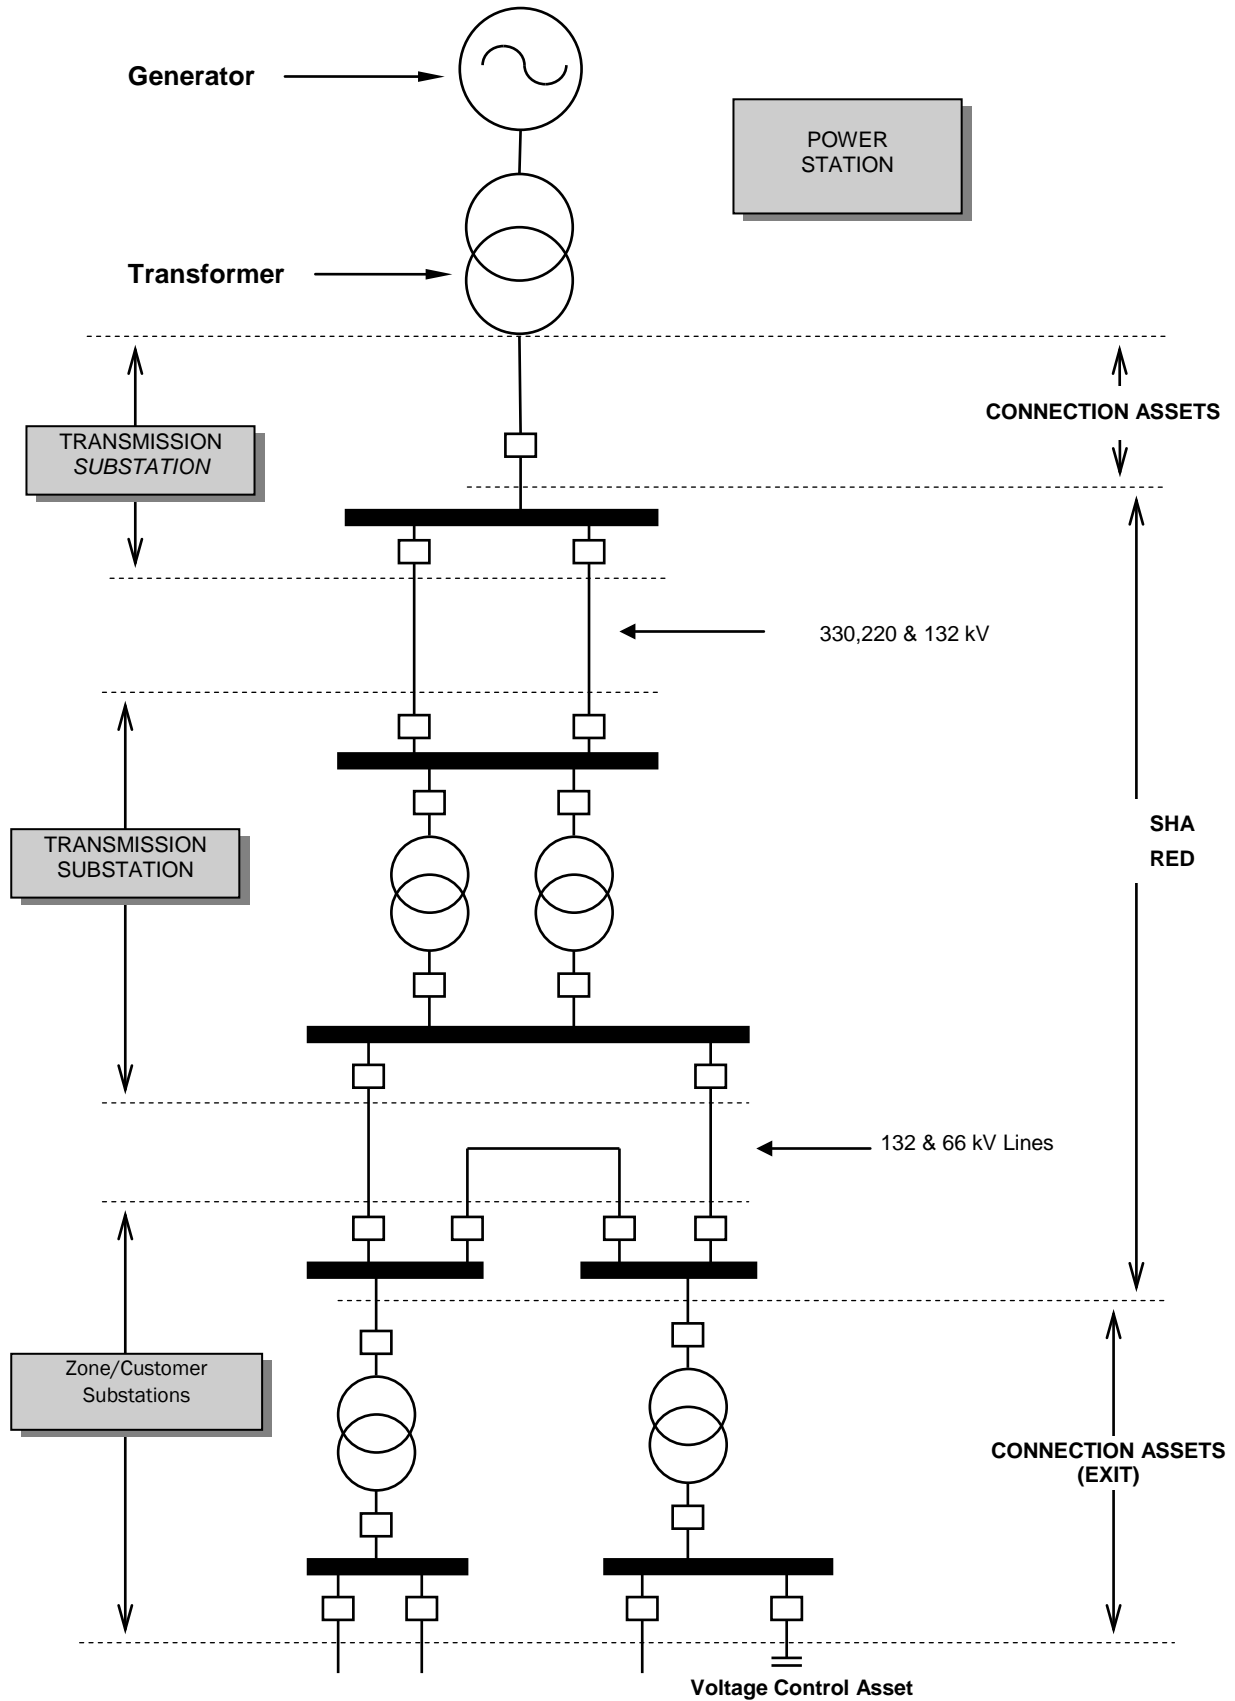 Generator
POWER
STATION
Transformer
CONNECTION ASSETS
TRANSMISSION
SUBSTATION
330,220 & 132 kV
SHA
RED
TRANSMISSION
SUBSTATION
132 & 66 kV Lines
Zone/Customer
Substations
CONNECTION ASSETS
(EXIT)
Voltage Control Asset